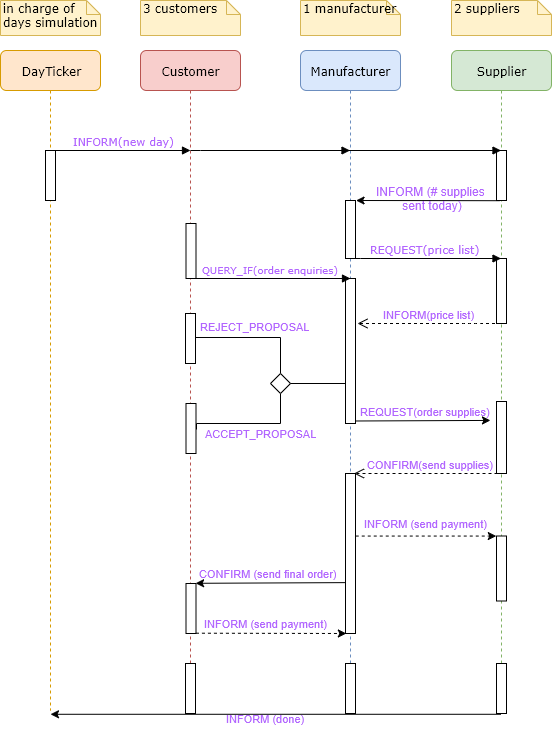 in charge of
days simulation
3 customers
1 manufacturer
2 suppliers
DayTicker
Customer
Manufacturer
Supplier
INFORM(new day)
INFORM (# supplies
sent today)
REQUEST(price list)
QUERY_IF(order enquiries)
INFORM(price list)
REJECT_PROPOSAL
REQUEST(order supplies)
ACCEPT_PROPOSAL
CONFIRM(send supplies)
INFORM (send payment)
CONFIRM (send final order)
INFORM (send payment)
INFORM (done)